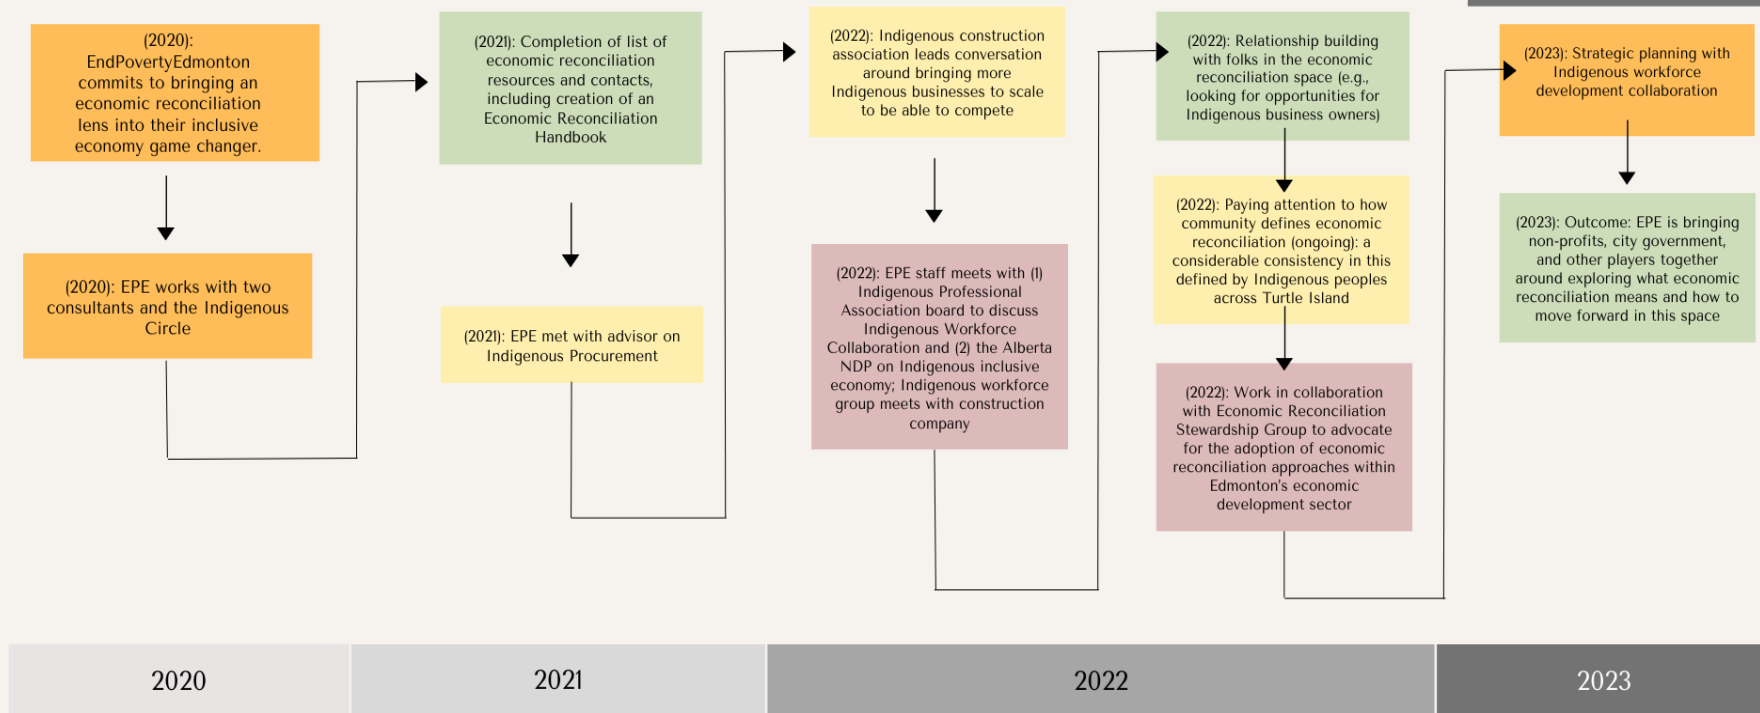 (2020):
EndPovertyEdmonton
commits to bringing an
economic reconciliation
lens into their inclusive
economy game changer.
(2020): EPE works with two
consultants and the Indigenous
Circle
(2021): Completion of list of
economic reconciliation
resources and contacts,
including creation of an
Economic Reconciliation
Handbook
(2021): EPE met with advisor on
Indigenous Procurement
(2022): Indigenous construction
association leads conversation
around bringing more
Indigenous businesses to scale
to be able to compete
(2022): EPE staff meets with (1)
Indigenous Professional
Association board to discuss
Indigenous Workforce
Collaboration and (2) the Alberta
NDP on Indigenous inclusive
economy; Indigenous workforce
group meets with construction
company
(2022): Relationship building
with folks in the economic
reconciliation space (e.g.,
looking for opportunities for
Indigenous business owners)
(2022): Paying attention to how
community defines economic
reconciliation (ongoing): a
considerable consistency in this
defined by Indigenous peoples
across Turtle Island
(2022): Work in collaboration
with Economic Reconciliation
Stewardship Group to advocate
for the adoption of economic
reconciliation approaches within
Edmonton's economic
development sector
(2023): Strategic planning with
Indigenous workforce
development collaboration
(2023): Outcome: EPE is bringing
non-profits, city government,
and other players together
around exploring what economic
reconciliation means and how to
move forward in this space
2020
2021
2022
2023